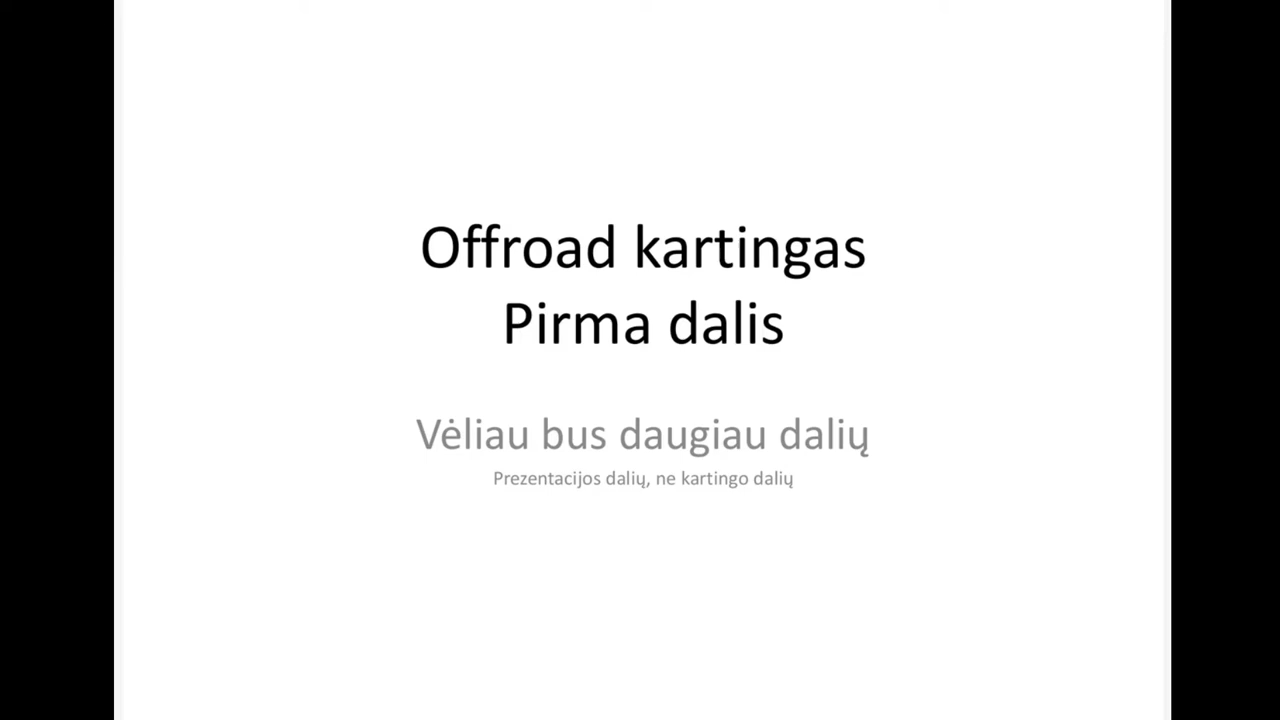 Offroad kartingas
Pirma dalis
Vėliau bus daugiau dalių
Prezentacijos dalių, ne kartingo dalių